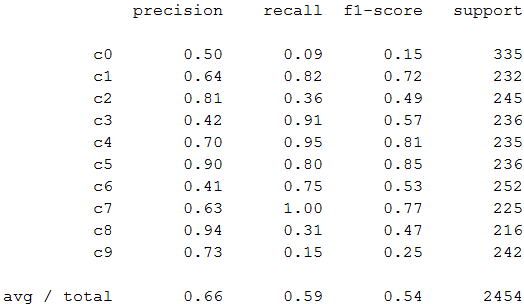 precision recall f1-score support
c0 0.50 0.09 0.15 335
c1 0.64 0.82 0.72 232
c2 0.81 0.36 0.49 245
c3 0.42 0.91 0.57 236
c4 0.70 0.95 0.81 235
c5 0.90 0.80 0.85 236
c6 0.41 0.75 0.53 252
c7 0.63 1.00 0.77 225
c8 0.94 0.31 0.47 216
c9 0.73 0.15 0.25 242
avg / total 0.66 0.59 0.54 2454